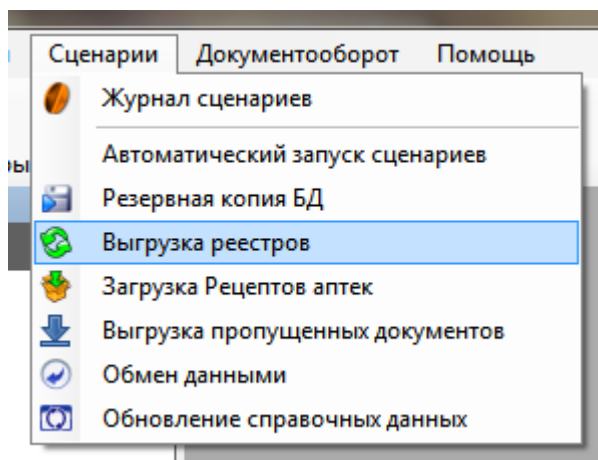 Сценарии Документооборот Помощь
Журнал сценариев
Автоматический запуск сценариев
Резервная копия БД
Выгрузка реестров
Загрузка Рецептов аптек
Выгрузка пропущенных документов
Обмен данными
Обновление справочных данных